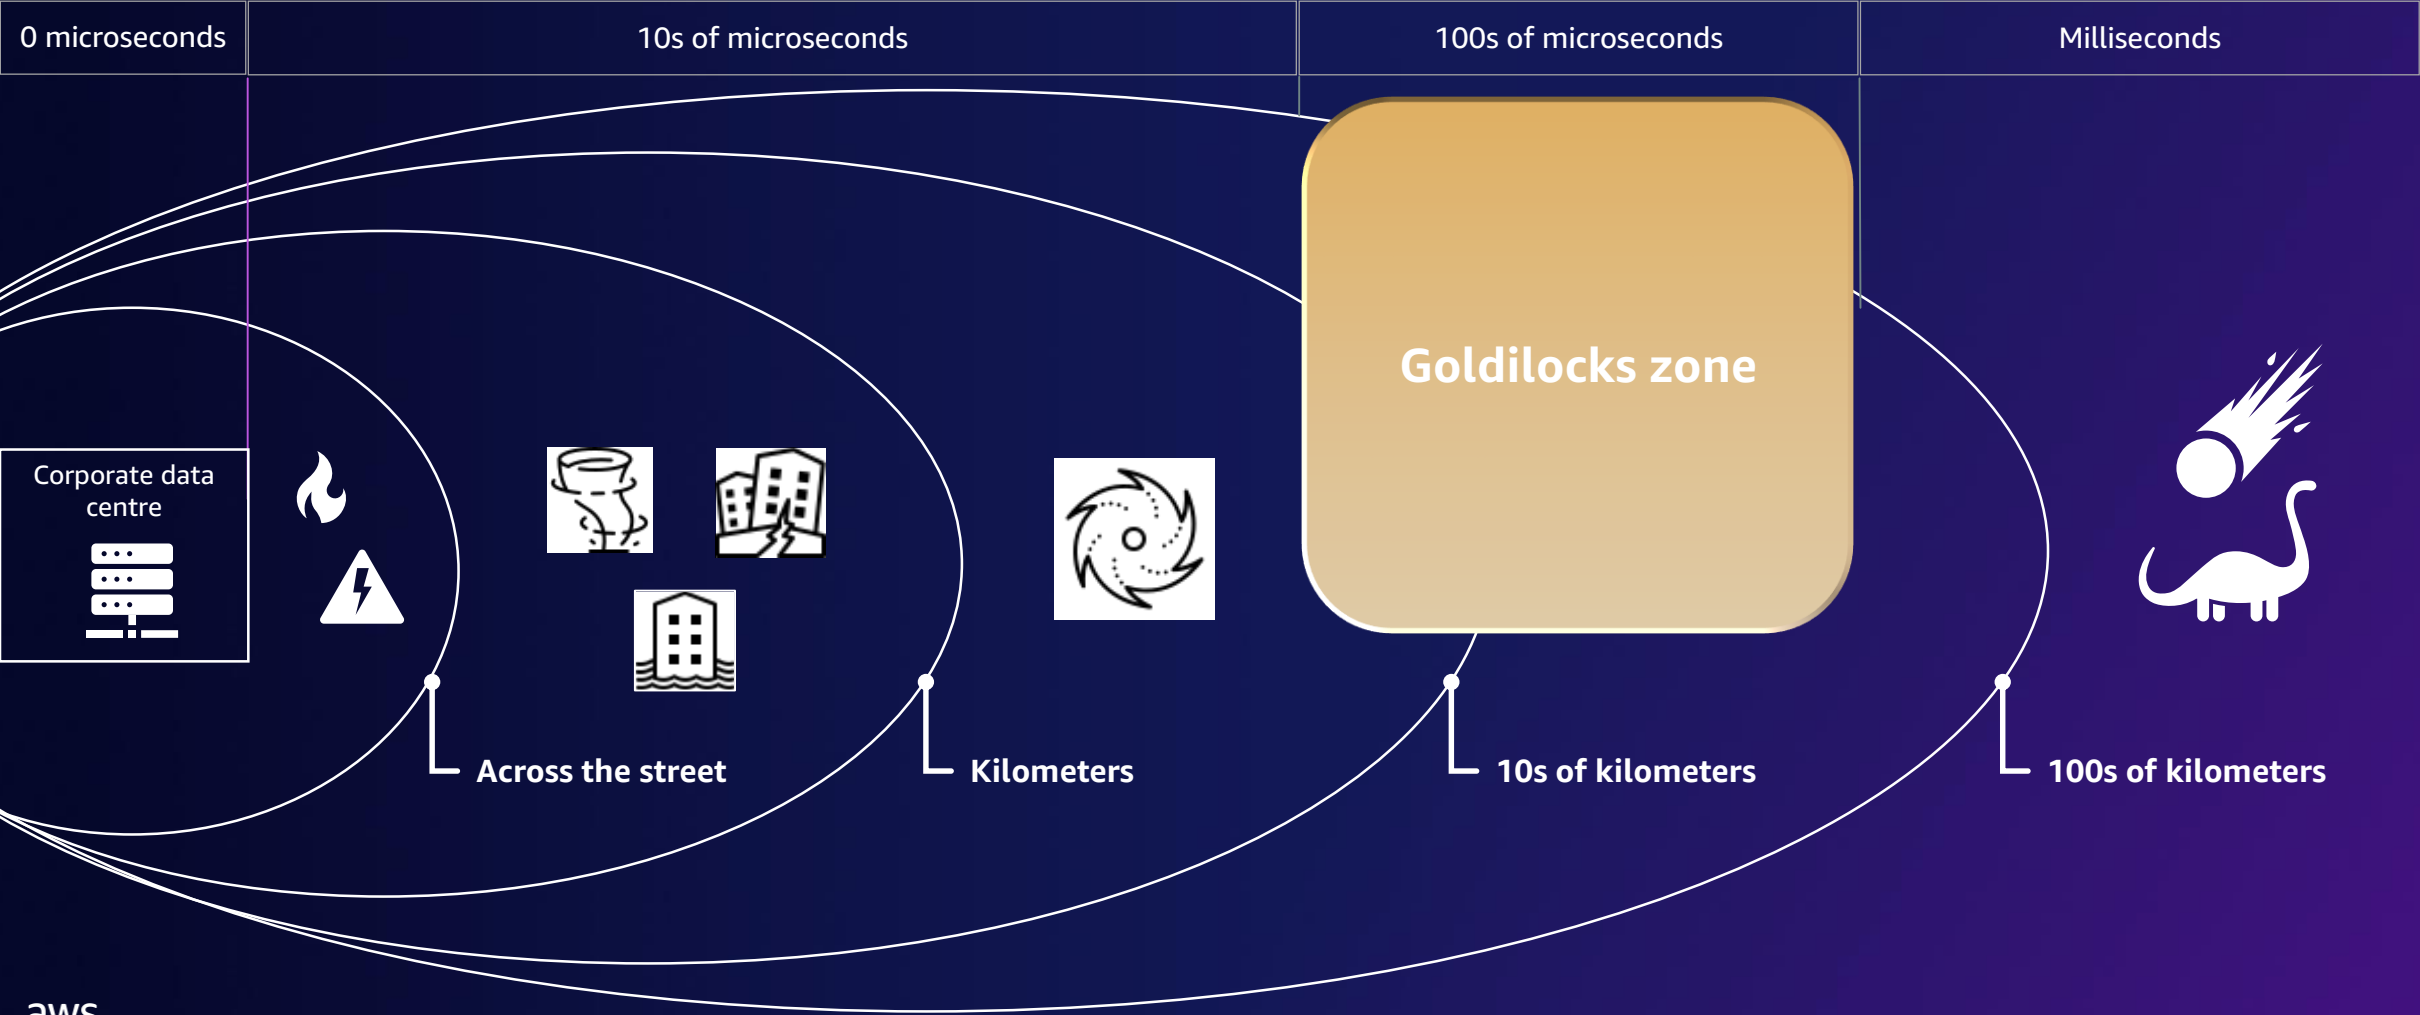 0 microseconds
10s of microseconds
100s of microseconds
Milliseconds
Goldilocks zone
Corporate data
centre
Across the street
Kilometers
10s of kilometers
100s of kilometers
aws